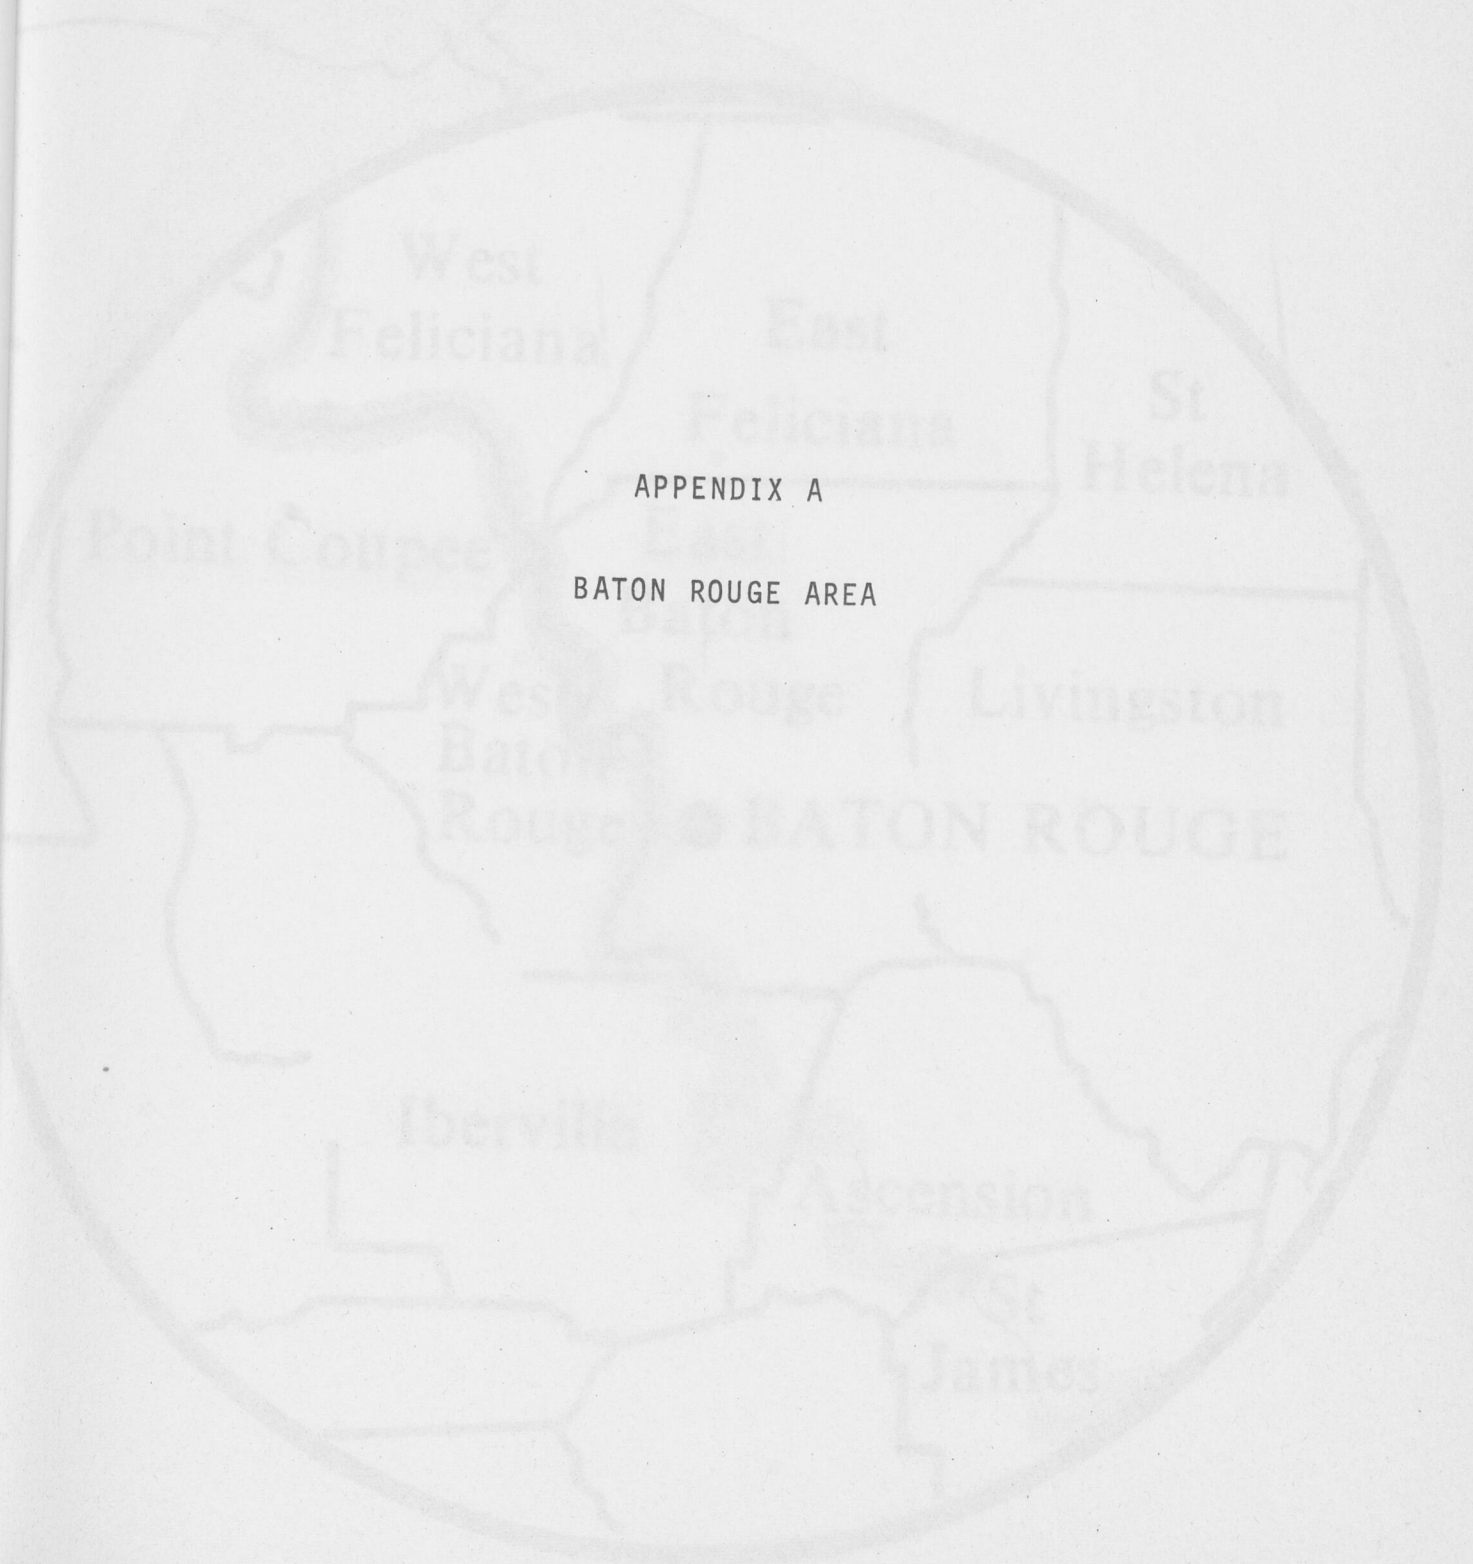 West
Feliciana
East
Feliciana
St
Helena
APPENDIX A
Point Coupee
East
BATON ROUGE AREA
Baton
West
Rouge
Livingston
Baton
Rouge
BATON ROUGE
Iberville
Ascension
St
James